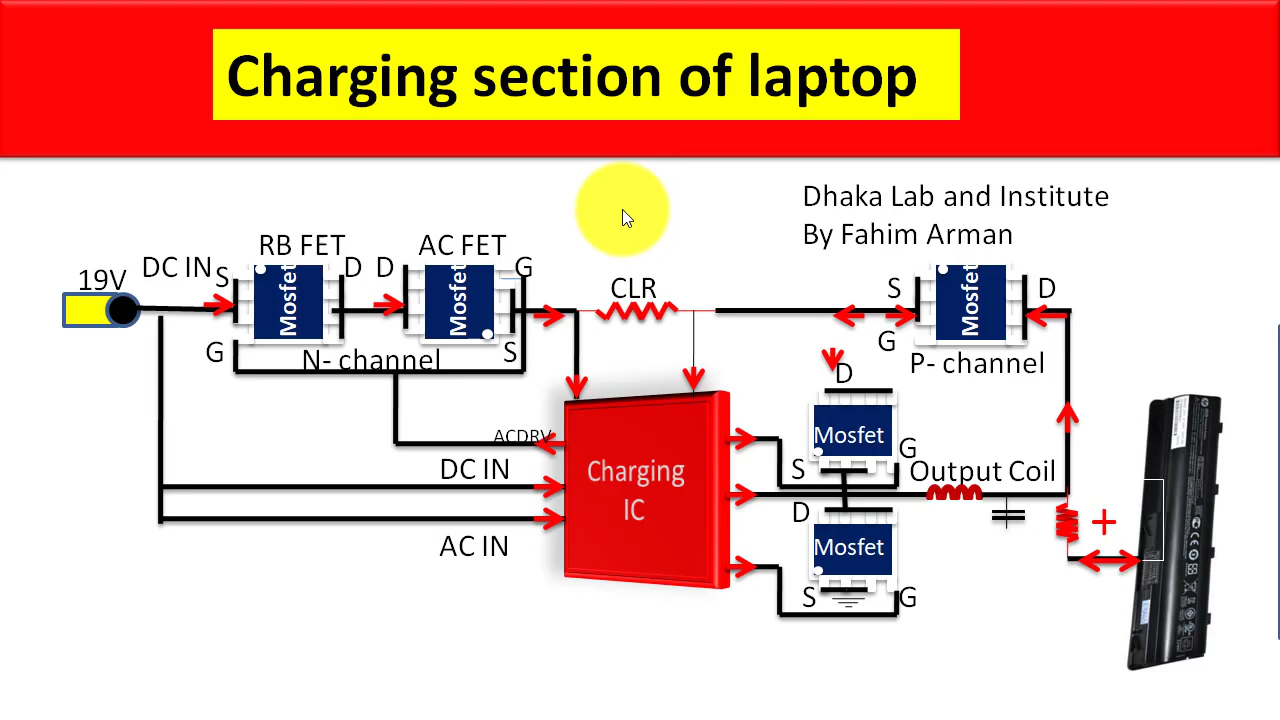 Charging section of laptop
Dhaka Lab and Institute
By Fahim Arman
RB FET
AC FET
19V
DC IN
S
D
D
G
Mosfet
Mosfet
CLR
S
D
Mosfet
G
G
N- channel
S
P- channel
D
ACDRV
Mosfet
G
DC IN
S
Output Coil
Charging
IC
D
+
AC IN
Mosfet
S
G